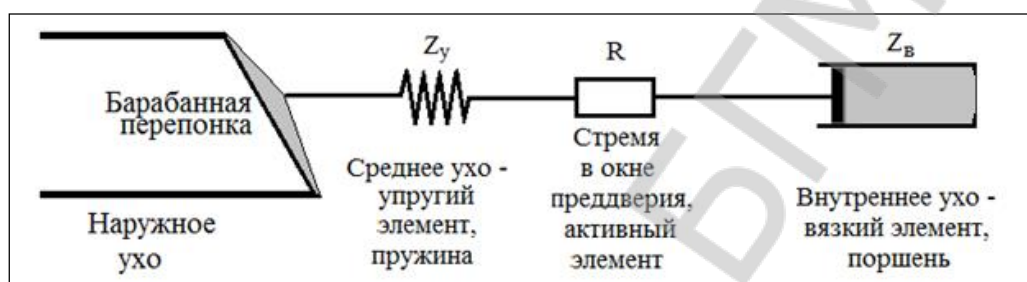 Zу
R
Zв
Барабанная
перепонка
Наружное
ухо
Среднее ухо -
упругий
элемент,
пружина
Стремя
в окне
преддверия,
активный
элемент
Внутреннее ухо -
вязкий элемент,
поршень